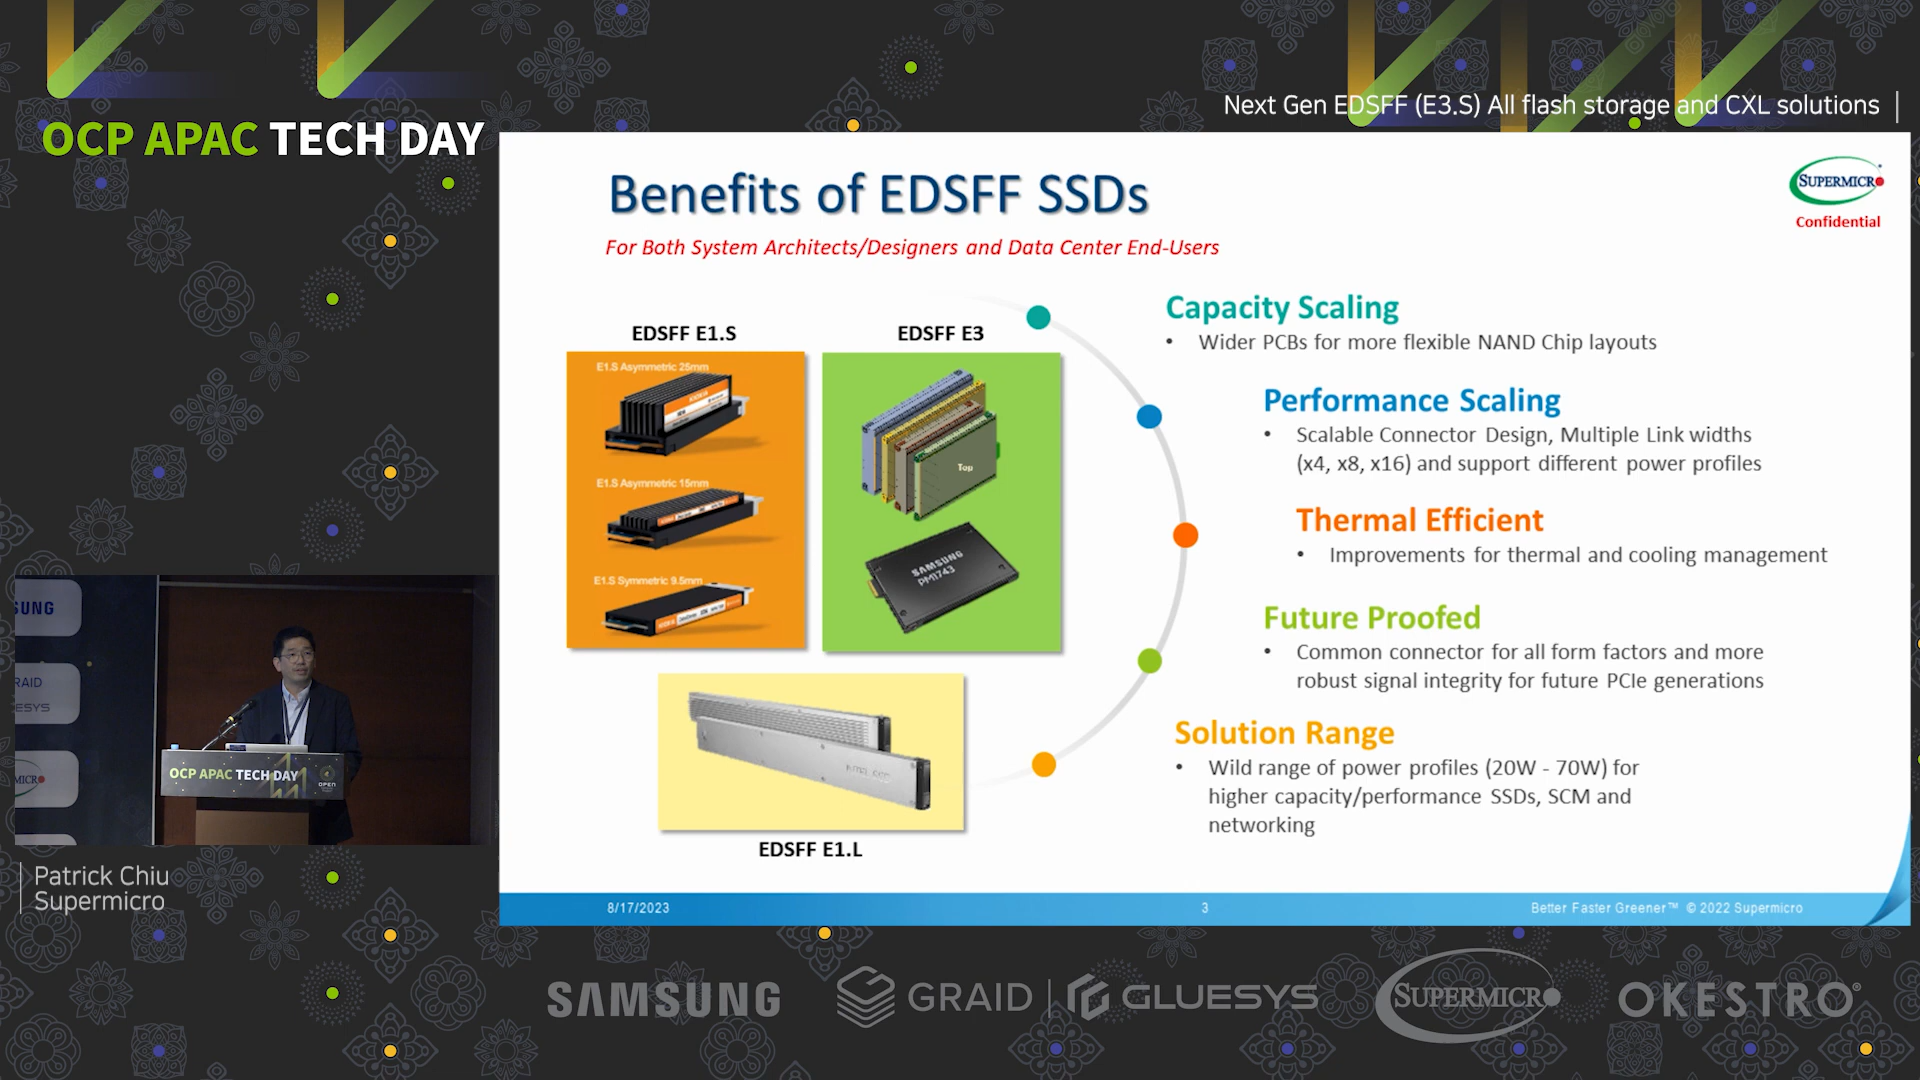 Next Gen EDSFF (E3.S) All flash storage and CXL solutions
OCP APAC TECH DAY
Benefits of EDSFF SSDs
SUPERMICRO
Confidential
For Both System Architects/Designers and Data Center End-Users
EDSFF E1.S
E1.S Asymmetric 25mm
E1.S Asymmetric 15mm
E1.S Symmetric 9.5mm
EDSFF E3
Top
SAMSUNG
PM1743
EDSFF E1.L
Capacity Scaling
• Wider PCBs for more flexible NAND Chip layouts
Performance Scaling
• Scalable Connector Design, Multiple Link widths
(x4, x8, x16) and support different power profiles
Thermal Efficient
• Improvements for thermal and cooling management
Future Proofed
• Common connector for all form factors and more
robust signal integrity for future PCIe generations
Solution Range
• Wild range of power profiles (20W - 70W) for
higher capacity/performance SSDs, SCM and
networking
8/17/2023
3
Better Faster Greener™ © 2022 Supermicro
SUNG
RAID
ESYS
MICRO
OCP APAC TECH DAY
OPEN
Patrick Chiu
Supermicro
SAMSUNG
GRAID
GLUESYS
SUPERMICRO
OKESTRO